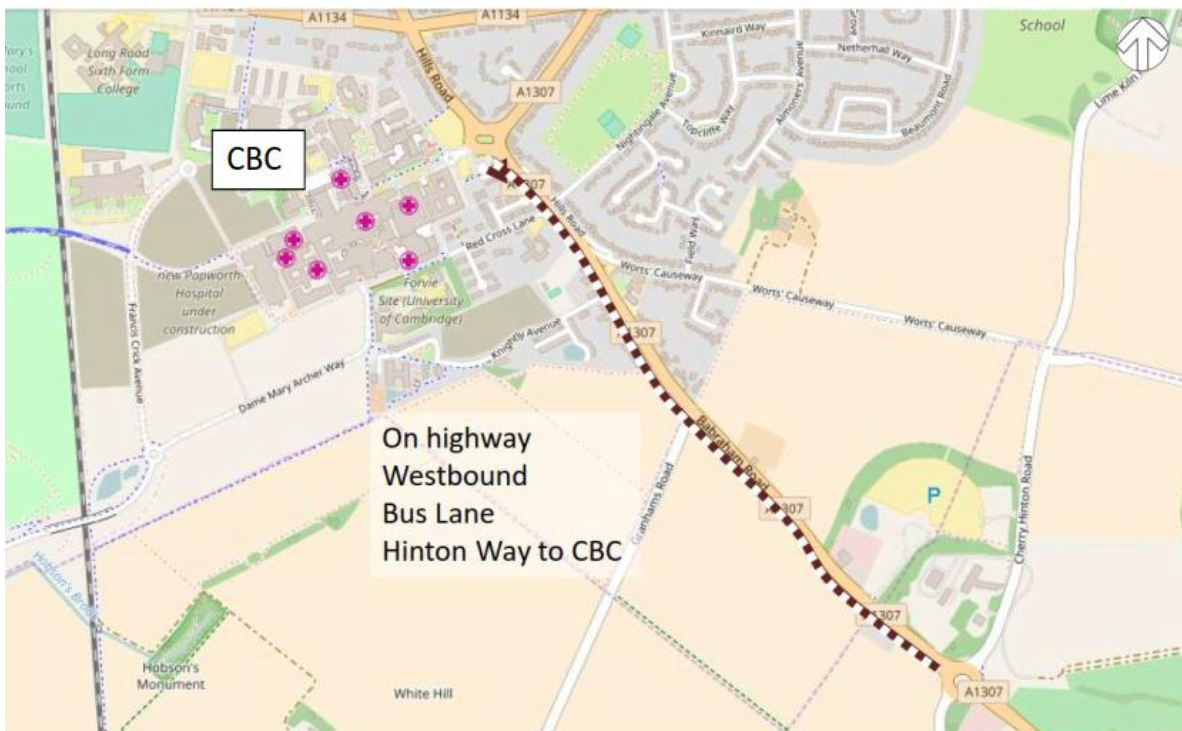 A1134
A1134
School
Kinnaird Way
Netherhall Way
Long Road
Sixth Form
College
Hills Road
A1307
Lime Kiln
Almoners' Avenue
Beaumont Road
Topcliffe Way
Nightingale Avenue
CBC
Hills Road
Red Cross Lane
Field Way
Worts' Causeway
Worts' Causeway
Worts' Causeway
new Papworth
Hospital
under
construction
Forvie
Site (University
of Cambridge)
Francis Crick Avenue
Knightly Avenue
Dame Mary Archer Way
Babraham Road
On highway
Westbound
Bus Lane
Hinton Way to CBC
Granhams Road
P
Cherry Hinton Road
Hobson's
Hobson's
Monument
White Hill
A1307